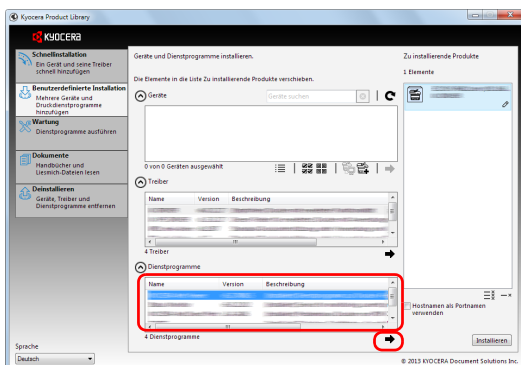 Kyocera Product Library
KYOCERA
Schnellinstallation
Ein Gerät und seine Treiber
schnell hinzufügen
Benutzerdefinierte Installation
Mehrere Geräte und
Druckdienstprogramme
hinzufügen
Wartung
Dienstprogramme ausführen
Dokumente
Handbücher und
Liesmich-Dateien lesen
Deinstallieren
Geräte, Treiber und
Dienstprogramme entfernen
Sprache
Deutsch
Geräte und Dienstprogramme installieren.
Die Elemente in die Liste Zu installierende Produkte verschieben.
Geräte
Geräte suchen
0 von 0 Geräten ausgewählt
Treiber
Name Version Beschreibung
4 Treiber
Dienstprogramme
Name Version Beschreibung
4 Dienstprogramme
Zu installierende Produkte
1 Elemente
Hostnamen als Portnamen
verwenden
Installieren
© 2013 KYOCERA Document Solutions Inc.